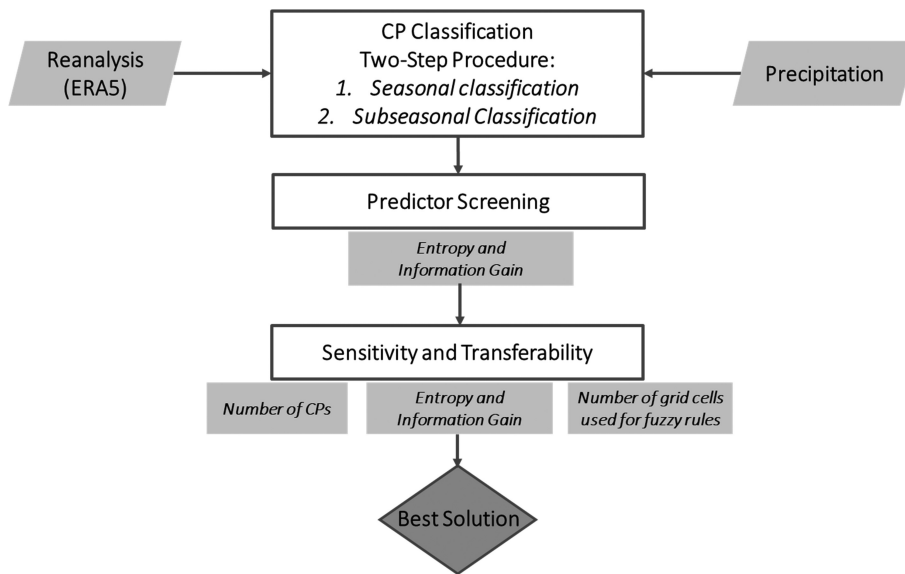 Reanalysis
(ERA5)
CP Classification
Two-Step Procedure:
1. Seasonal classification
2. Subseasonal Classification
Precipitation
Predictor Screening
Entropy and
Information Gain
Sensitivity and Transferability
Number of CPs
Entropy and
Information Gain
Number of grid cells
used for fuzzy rules
Best Solution